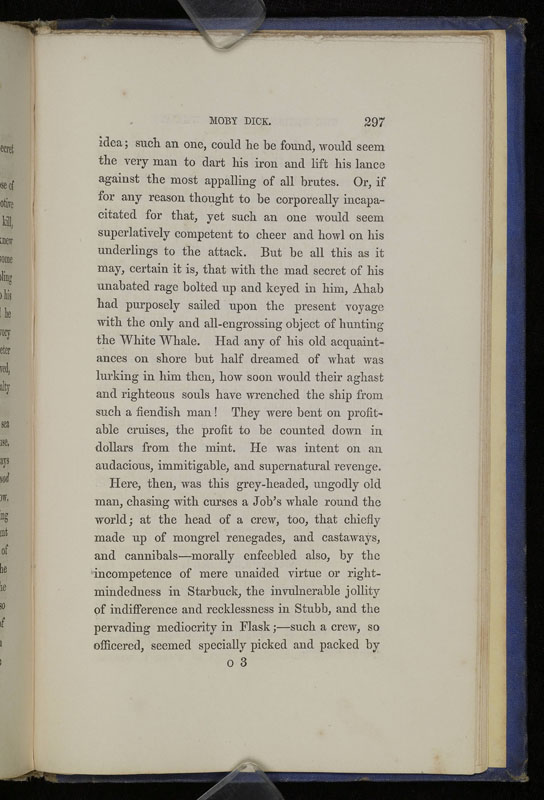 MOBY DICK. 297
idea; such an one, could he be found, would seem
the very man to dart his iron and lift his lance
against the most appalling of all brutes. Or, if
for any reason thought to be corporeally incapa-
citated for that, yet such an one would seem
superlatively competent to cheer and howl on his
underlings to the attack. But be all this as it
may, certain it is, that with the mad secret of his
unabated rage bolted up and keyed in him, Ahab
had purposely sailed upon the present voyage
with the only and all-engrossing object of hunting
the White Whale. Had any of his old acquaint-
ances on shore but half dreamed of what was
lurking in him then, how soon would their aghast
and righteous souls have wrenched the ship from
such a fiendish man! They were bent on profit-
able cruises, the profit to be counted down in
dollars from the mint. He was intent on an
audacious, immitigable, and supernatural revenge.
Here, then, was this grey-headed, ungodly old
man, chasing with curses a Job's whale round the
world; at the head of a crew, too, that chiefly
made up of mongrel renegades, and castaways,
and cannibals—morally enfeebled also, by the
incompetence of mere unaided virtue or right-
mindedness in Starbuck, the invulnerable jollity
of indifference and recklessness in Stubb, and the
pervading mediocrity in Flask;—such a crew, so
officered, seemed specially picked and packed by
O 3